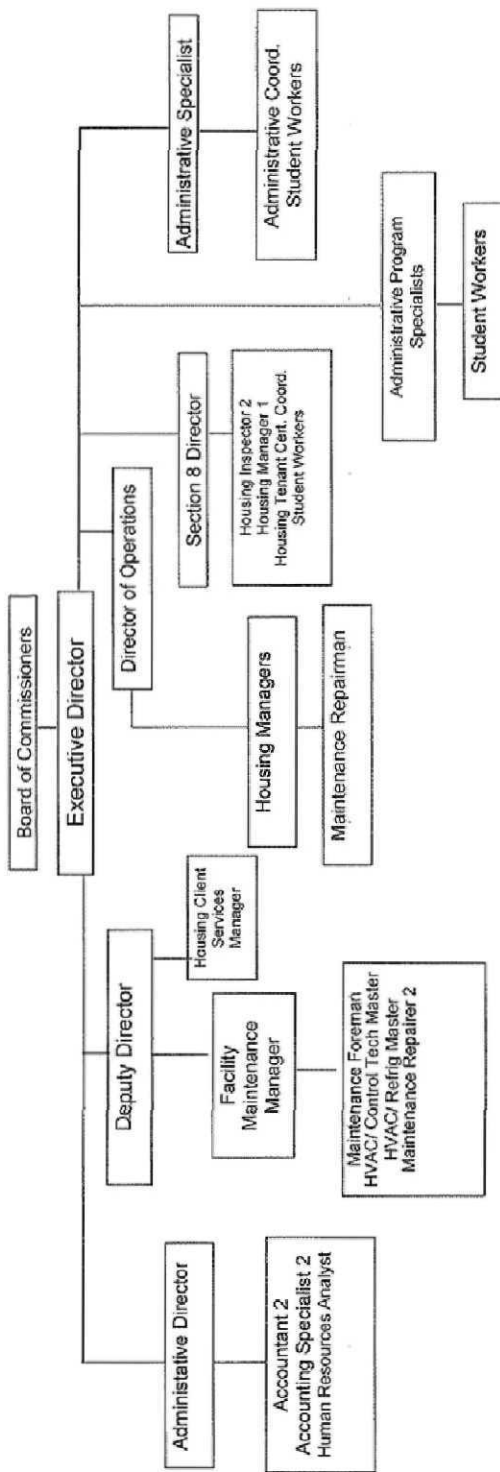 Board of Commissioners
Executive Director
Administative Director
Accountant 2
Accounting Specialist 2
Human Resources Analyst
Deputy Director
Facility
Maintenance
Manager
Maintenance Foreman
HVAC/ Control Tech Master
HVAC/ Refrig Master
Maintenance Repairer 2
Housing Client
Services
Manager
Director of Operations
Housing Managers
Maintenance Repairman
Section 8 Director
Housing Inspector 2
Housing Manager 1
Housing Tenant Cert. Coord.
Student Workers
Administrative Program
Specialists
Student Workers
Administrative Specialist
Administrative Coord.
Student Workers